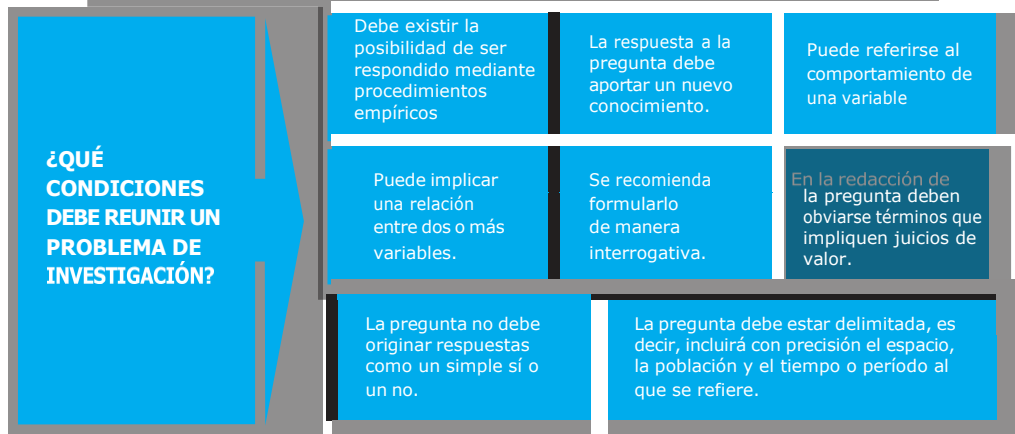 ¿QUÉ
CONDICIONES
DEBE REUNIR UN
PROBLEMA DE
INVESTIGACIÓN?
Debe existir la
posibilidad de ser
respondido mediante
procedimientos
empíricos
La respuesta a la
pregunta debe
aportar un nuevo
conocimiento.
Puede referirse al
comportamiento de
una variable
Puede implicar
una relación
entre dos o más
variables.
Se recomienda
formularlo
de manera
interrogativa.
En la redacción de
la pregunta deben
obviarse términos que
impliquen juicios de
valor.
La pregunta no debe
originar respuestas
como un simple sí o
un no.
La pregunta debe estar delimitada, es
decir, incluirá con precisión el espacio,
la población y el tiempo o período al
que se refiere.